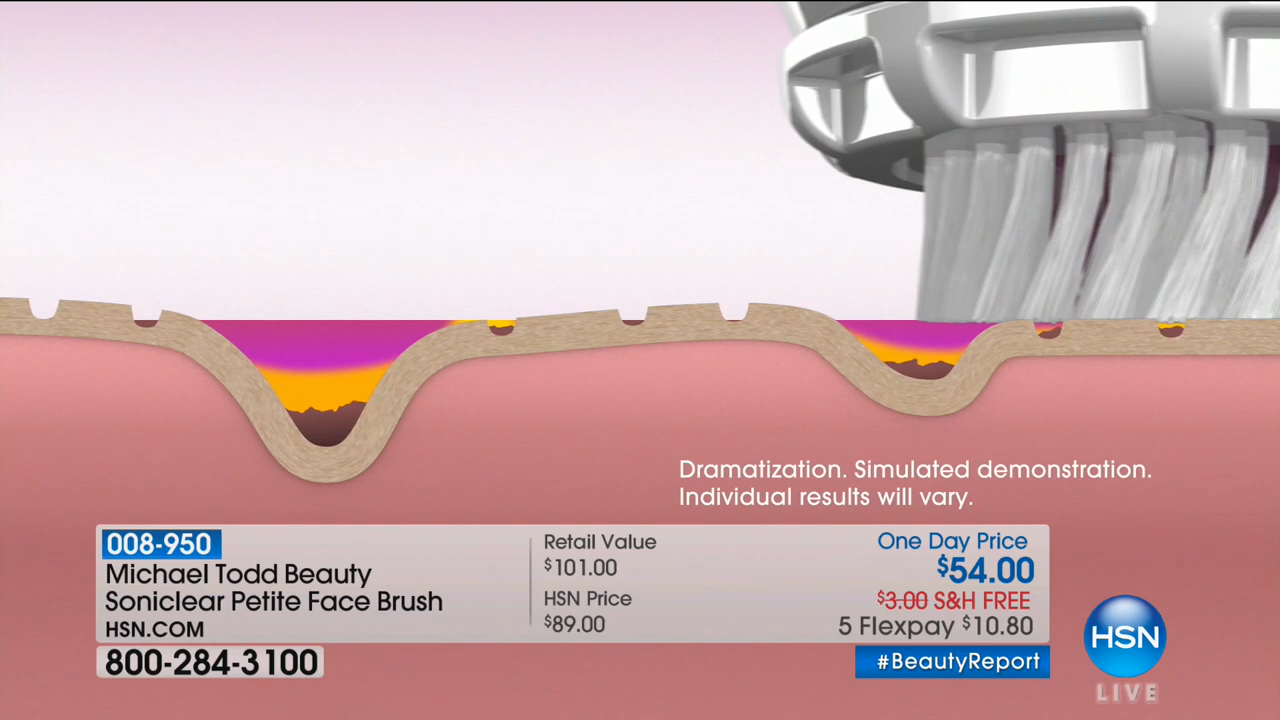 Dramatization. Simulated demonstration.
Individual results will vary.
008-950
Michael Todd Beauty
Soniclear Petite Face Brush
HSN.COM
800-284-3100
Retail Value
$101.00
HSN Price
$89.00
One Day Price
$54.00
$3.00 S&H FREE
5 Flexpay $10.80
#BeautyReport
HSN
LIVE